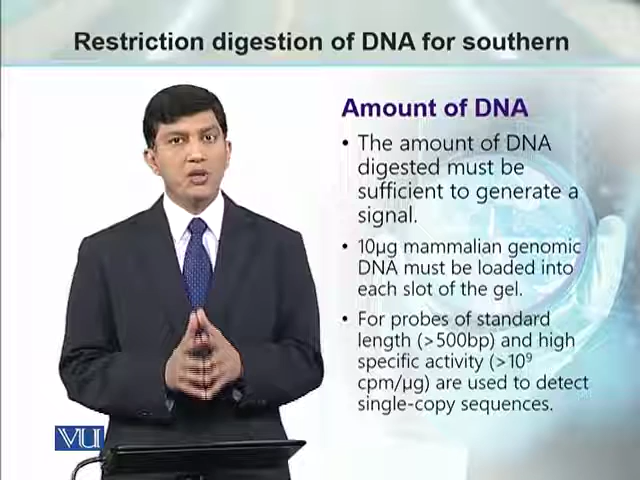 Restriction digestion of DNA for southern
Amount of DNA
• The amount of DNA
digested must be
sufficient to generate a
signal.
• 10µg mammalian genomic
DNA must be loaded into
each slot of the gel.
• For probes of standard
length (>500bp) and high
specific activity (>10⁹
cpm/µg) are used to detect
single-copy sequences.
VU